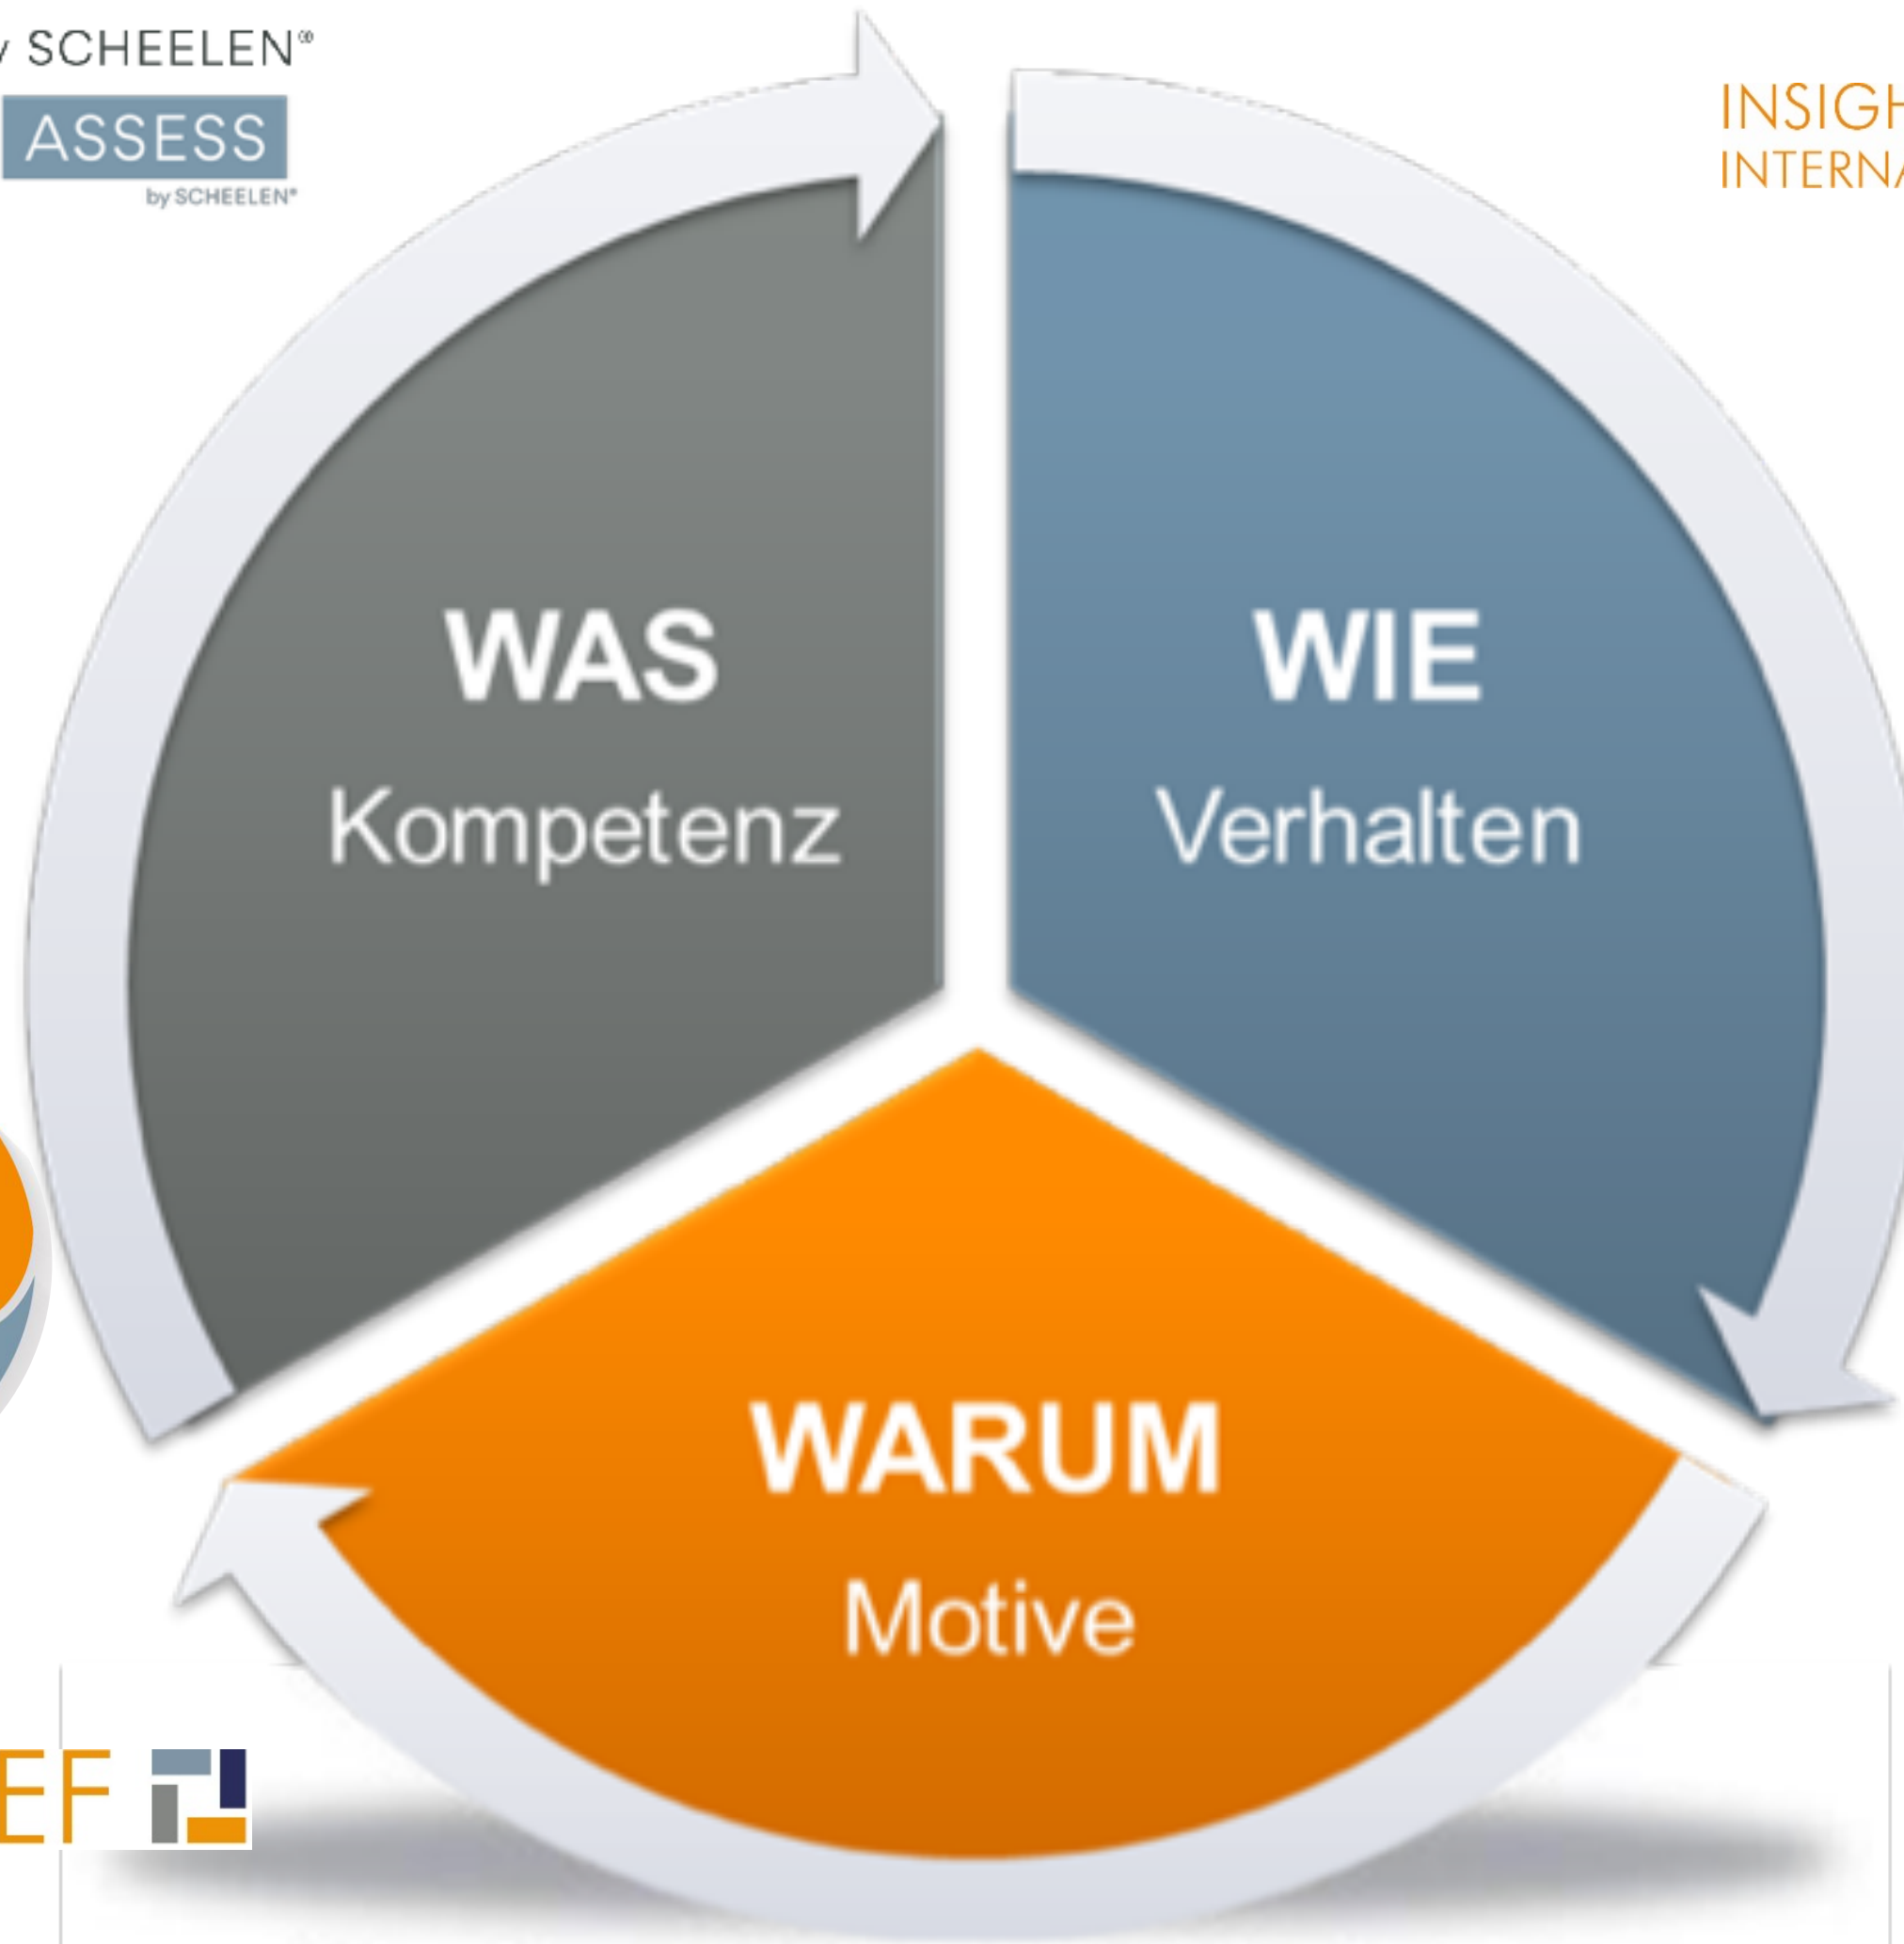 SCHEELEN®
ASSESS
by SCHEELEN®
WAS
Kompetenz
WIE
Verhalten
WARUM
Motive